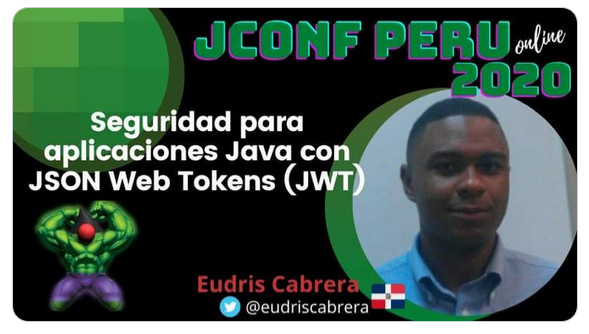 JCONF PERU online
2020
Seguridad para
aplicaciones Java con
JSON Web Tokens (JWT)
Eudris Cabrera
@eudriscabrera